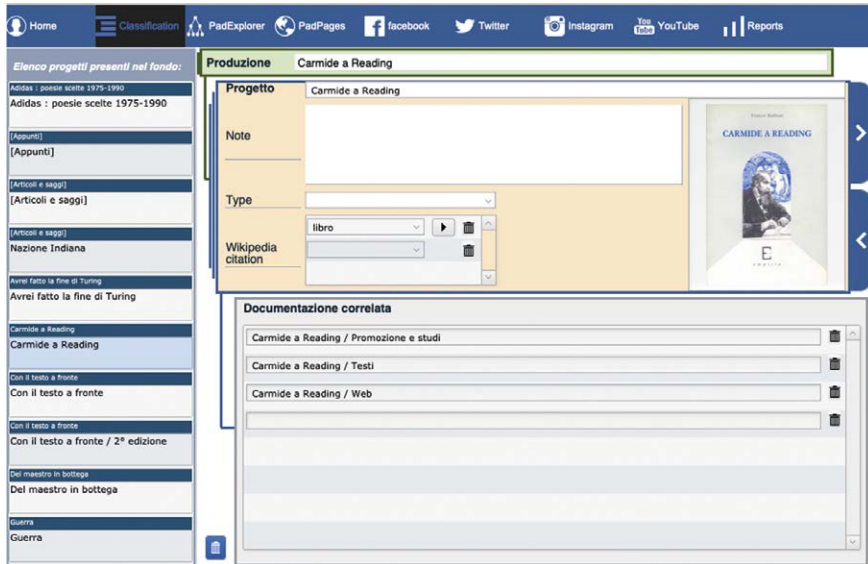 Home
Classification
PadExplorer
PadPages
facebook
Twitter
Instagram
You Tube YouTube
Reports
Elenco progetti presenti nel fondo:
Adidas : poesie scelte 1975-1990
Adidas : poesie scelte 1975-1990
[Appunti]
[Appunti]
[Articoli e saggi]
[Articoli e saggi]
[Articoli e saggi]
Nazione Indiana
Avrei fatto la fine di Turing
Avrei fatto la fine di Turing
Carmide a Reading
Carmide a Reading
Con il testo a fronte
Con il testo a fronte
Con il testo a fronte
Con il testo a fronte / 2° edizione
Del maestro in bottega
Del maestro in bottega
Guerra
Guerra
Produzione Carmide a Reading
Progetto Carmide a Reading
Note
Type
Wikipedia
citation
libro
Franco Buffoni
CARMIDE A READING
E
empirìa
Documentazione correlata
Carmide a Reading / Promozione e studi
Carmide a Reading / Testi
Carmide a Reading / Web